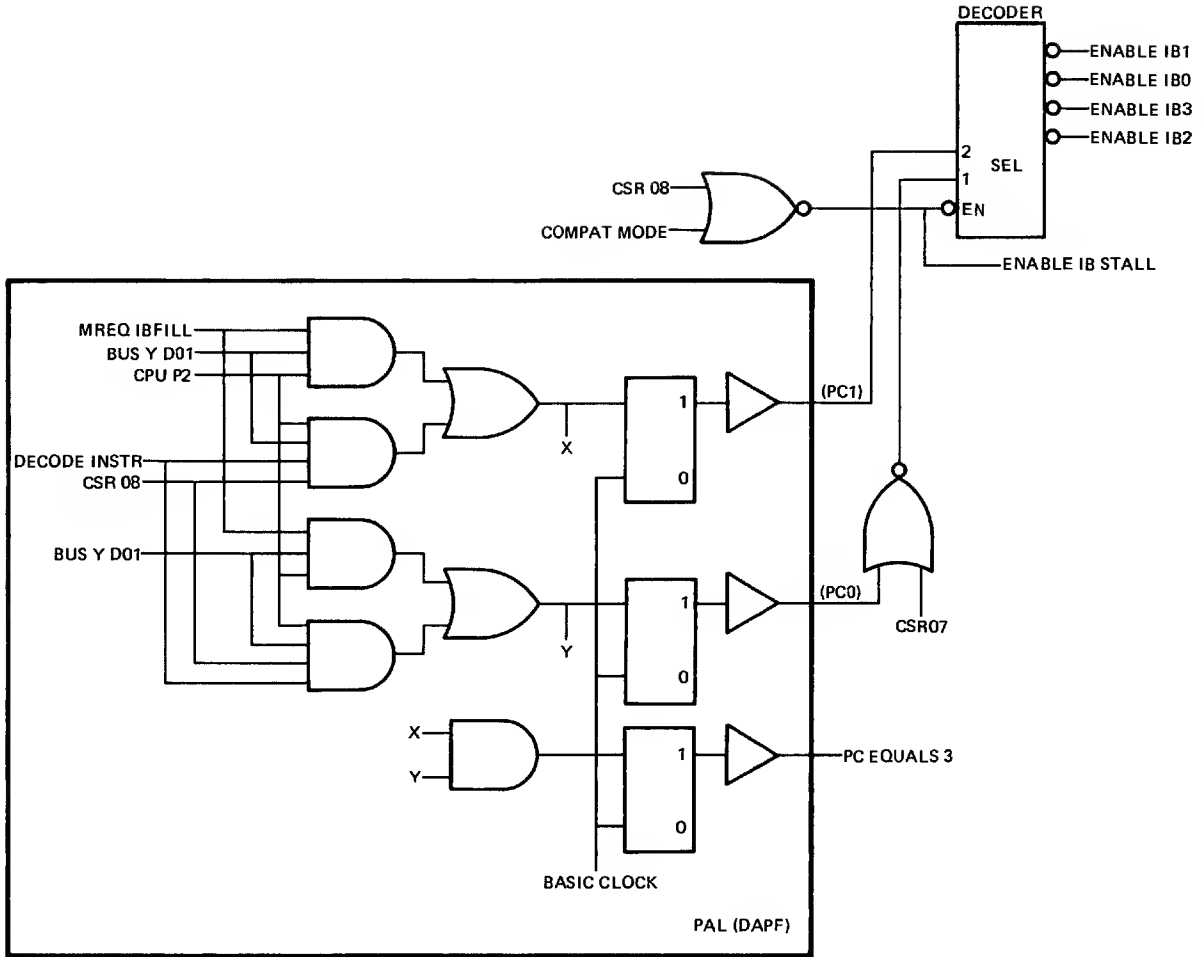 DECODER
ENABLE IB1
ENABLE IB0
ENABLE IB3
ENABLE IB2
2
SEL
1
EN
CSR 08
COMPAT MODE
ENABLE IB STALL
MREQ IBFILL
BUS Y D01
CPU P2
DECODE INSTR
CSR 08
X
1
0
(PC1)
BUS Y D01
Y
1
0
(PC0)
CSR07
X
Y
1
0
PC EQUALS 3
BASIC CLOCK
PAL (DAPF)